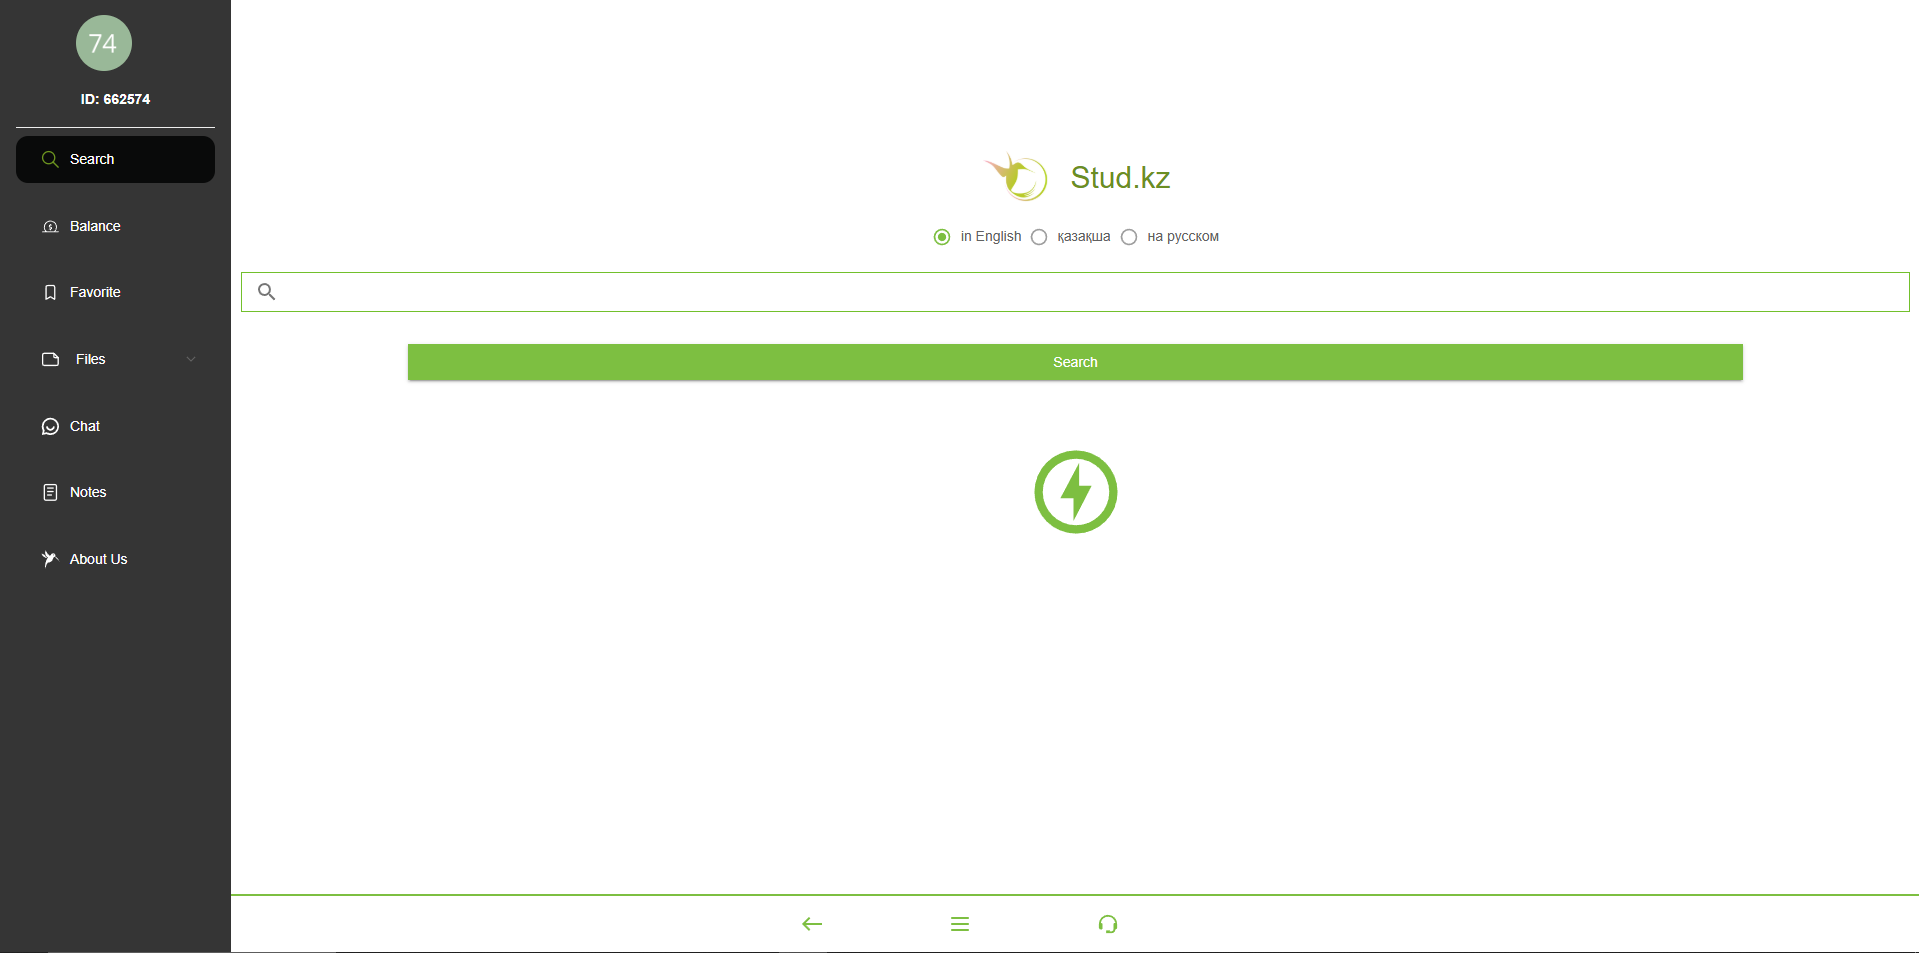 74
ID: 662574
Search
Balance
Favorite
Files
Chat
Notes
About Us
Stud.kz
in English қазақша на русском
Search